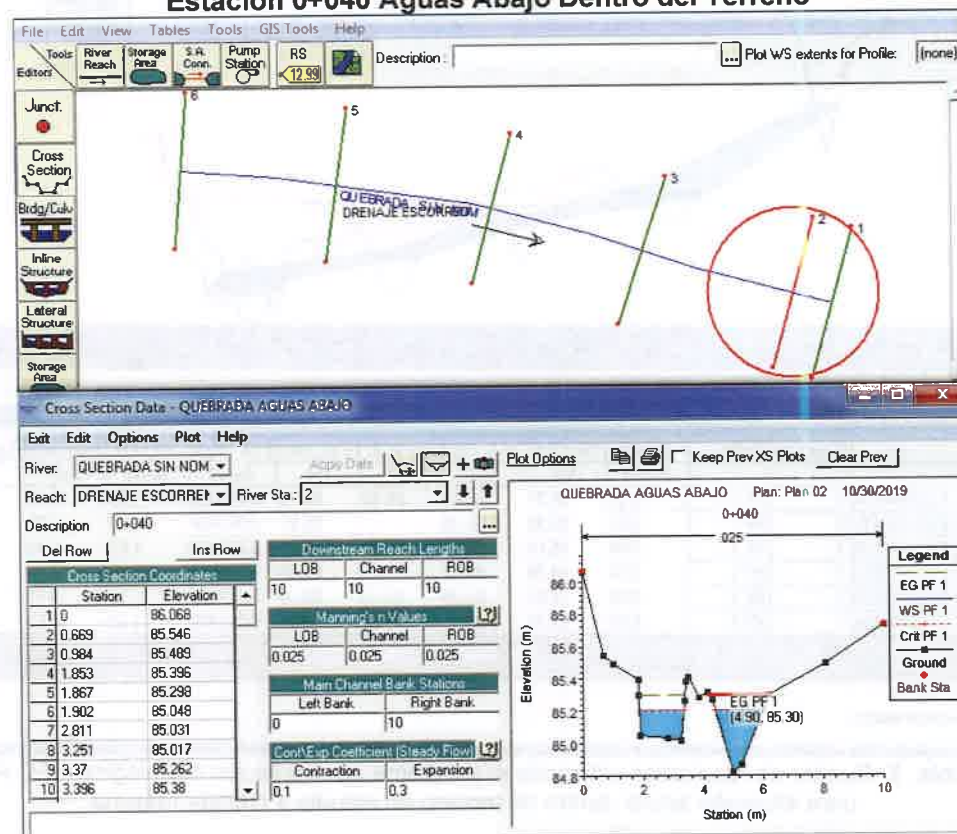 Estación 0+040 Aguas Abajo Dentro del Terreno
File Edit View Tables Tools GIS Tools Help
Tools
Editors
River Reach
Storage Area
S.A. Conn.
Pump Station
RS
12.99
Description :
...
Plot WS extents for Profile:
(none)
Junct.
Cross Section
Brdg/Culv
Inline Structure
Lateral Structure
Storage Area
6
5
4
3
2
1
QUEBRADA SIN NOM
DRENAJE
Cross Section Data - QUEBRADA AGUAS ABAJO
X
Exit Edit Options Plot Help
River: QUEBRADA SIN NOM
Apply Data
Plot Options
Keep Prev XS Plots
Clear Prev
Reach: DRENAJE ESCORREN
River Sta.: 2
Description 0+040
...
Del Row
Ins Row
Cross Section Coordinates
Station Elevation
1 0 86.068
2 0.669 85.546
3 0.984 85.489
4 1.853 85.396
5 1.867 85.298
6 1.902 85.048
7 2.811 85.031
8 3.251 85.017
9 3.37 85.262
10 3.396 85.38
Downstream Reach Lengths
LOB Channel ROB
10 10 10
Manning's n Values
LOB Channel ROB
0.025 0.025 0.025
Main Channel Bank Stations
Left Bank Right Bank
0 10
Cont\Exp Coefficient (Steady Flow)
Contraction Expansion
0.1 0.3
QUEBRADA AGUAS ABAJO Plan: Plan 02 10/30/2019
0+040
.025
Elevation (m)
86.0
85.8
85.6
85.4
85.2
85.0
84.8
0 2 4 6 8 10
Station (m)
EG PF 1
(4.90, 85.30)
Legend
EG PF 1
WS PF 1
Crit PF 1
Ground
Bank Sta